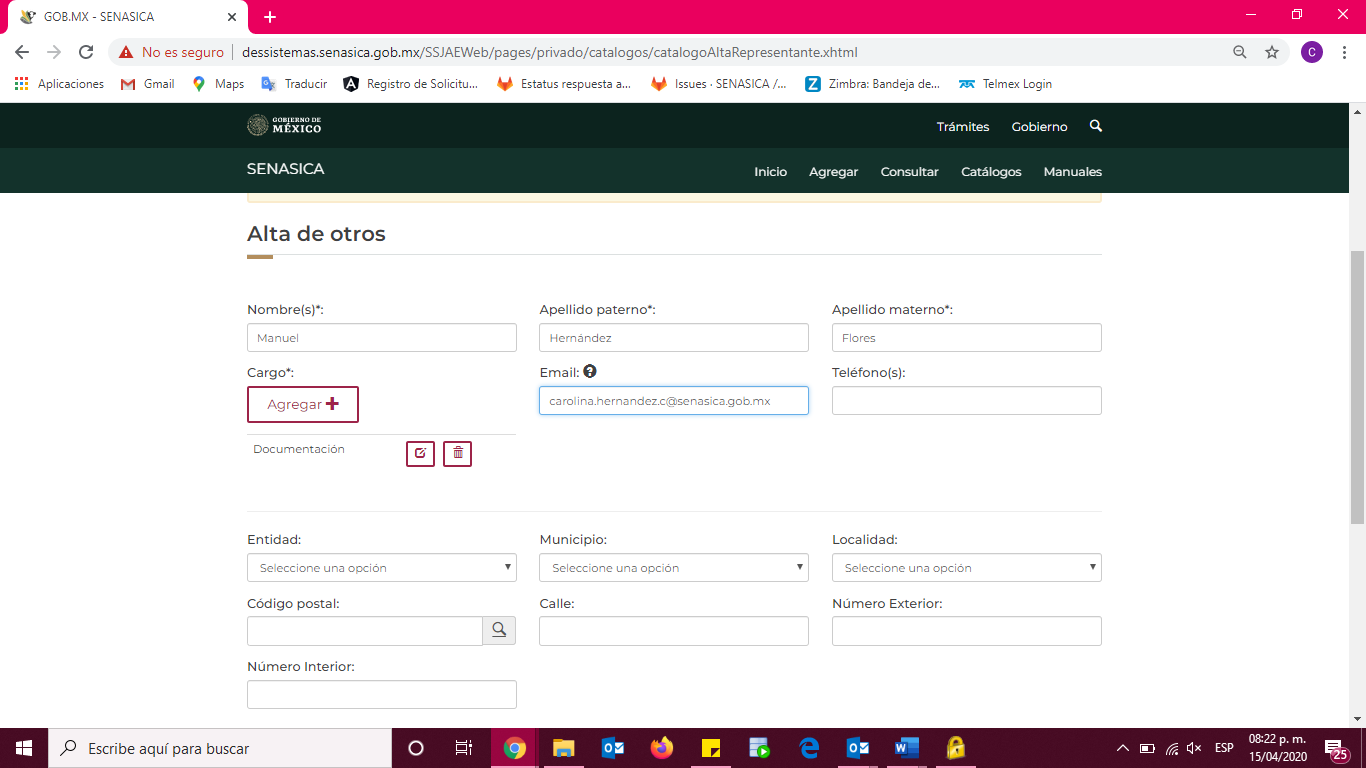 GOB.MX - SENASICA
No es seguro dessistemas.senasica.gob.mx/SSJAEWeb/pages/privado/catalogos/catalogoAltaRepresentante.xhtml C
Aplicaciones Gmail Maps Traducir Registro de Solicitu... Estatus respuesta a... Issues · SENASICA /... Zimbra: Bandeja de... Telmex Login
GOBIERNO DE
MÉXICO
Trámites Gobierno
SENASICA
Inicio Agregar Consultar Catálogos Manuales
Alta de otros
Nombre(s)*: Apellido paterno*: Apellido materno*:
Manuel Hernández Flores
Cargo*: Email: Teléfono(s):
Agregar carolina.hernandez.c@senasica.gob.mx
Documentación
Entidad: Municipio: Localidad:
Seleccione una opción Seleccione una opción Seleccione una opción
Código postal: Calle: Número Exterior:
Número Interior:
Escribe aquí para buscar
ESP
08:22 p. m.
15/04/2020
25